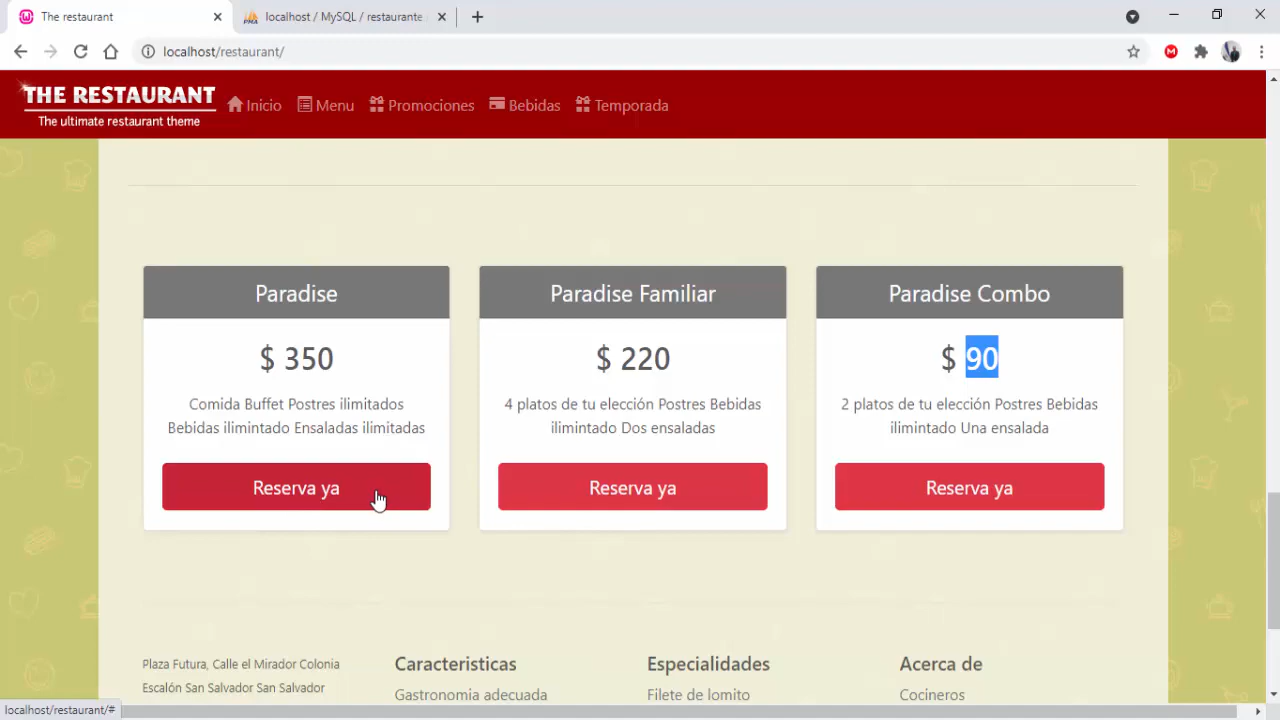 The restaurant
localhost / MySQL / restaurante
localhost/restaurant/
THE RESTAURANT
The ultimate restaurant theme
Inicio
Menu
Promociones
Bebidas
Temporada
Paradise
$ 350
Comida Buffet Postres ilimitados
Bebidas ilimintado Ensaladas ilimitadas
Reserva ya
Paradise Familiar
$ 220
4 platos de tu elección Postres Bebidas
ilimintado Dos ensaladas
Reserva ya
Paradise Combo
$ 90
2 platos de tu elección Postres Bebidas
ilimintado Una ensalada
Reserva ya
Plaza Futura, Calle el Mirador Colonia
Escalón San Salvador San Salvador
Caracteristicas
Gastronomia adecuada
Especialidades
Filete de lomito
Acerca de
Cocineros
localhost/restaurant/#